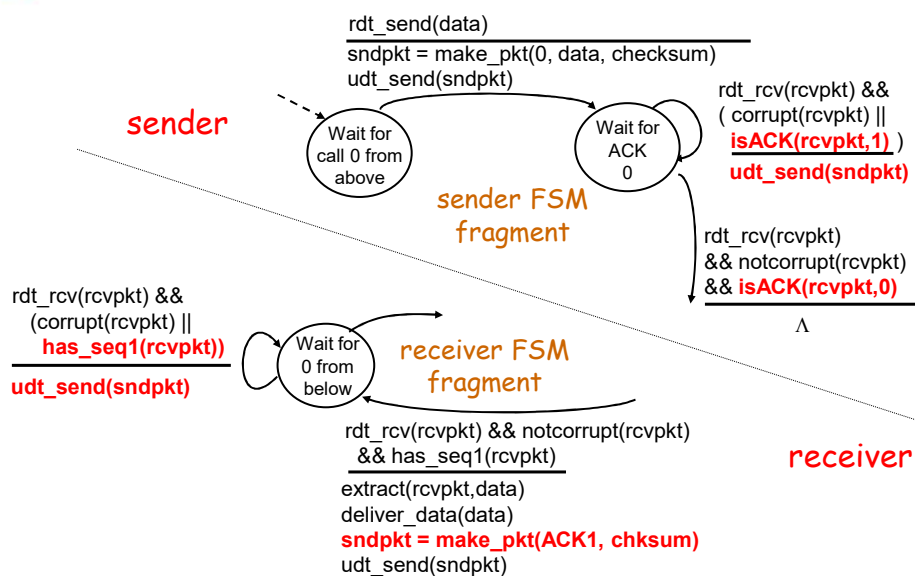 rdt_send(data)
sndpkt = make_pkt(0, data, checksum)
udt_send(sndpkt)
sender
Wait for
call 0 from
above
Wait for
ACK
0
rdt_rcv(rcvpkt) &&
( corrupt(rcvpkt) ||
isACK(rcvpkt,1) )
udt_send(sndpkt)
sender FSM
fragment
rdt_rcv(rcvpkt)
&& notcorrupt(rcvpkt)
&& isACK(rcvpkt,0)
Λ
rdt_rcv(rcvpkt) &&
(corrupt(rcvpkt) ||
has_seq1(rcvpkt))
udt_send(sndpkt)
Wait for
0 from
below
receiver FSM
fragment
rdt_rcv(rcvpkt) && notcorrupt(rcvpkt)
&& has_seq1(rcvpkt)
extract(rcvpkt,data)
deliver_data(data)
sndpkt = make_pkt(ACK1, chksum)
udt_send(sndpkt)
receiver